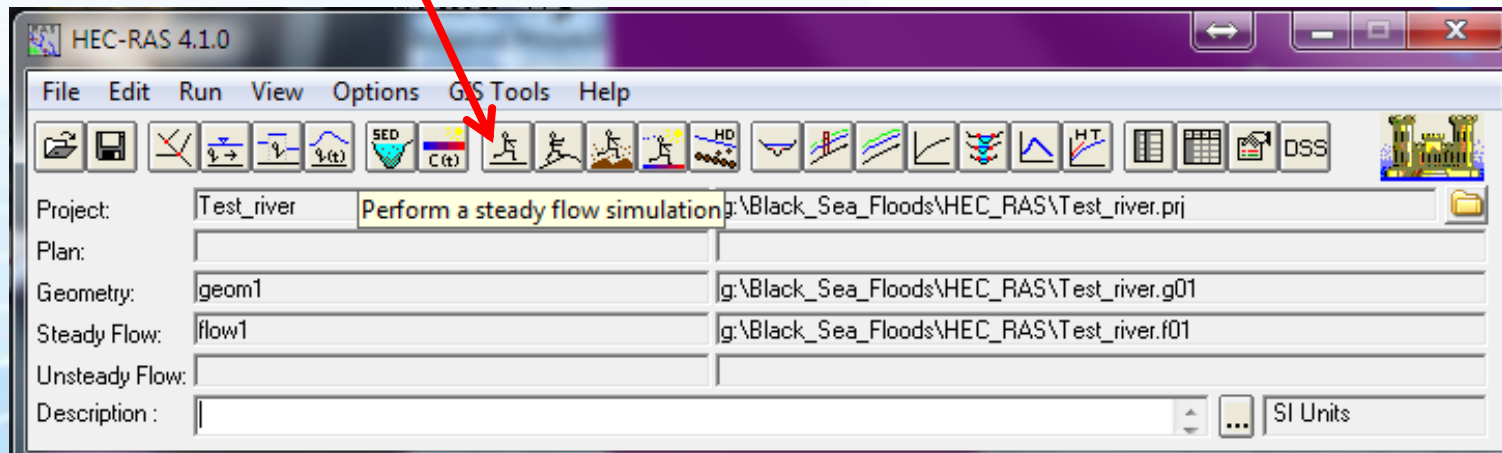 HEC-RAS 4.1.0
File Edit Run View Options GIS Tools Help
SED C(t) HD H.T. DSS
Project: Test_river g:\Black_Sea_Floods\HEC_RAS\Test_river.prj
Perform a steady flow simulation
Plan:
Geometry: geom1 g:\Black_Sea_Floods\HEC_RAS\Test_river.g01
Steady Flow: flow1 g:\Black_Sea_Floods\HEC_RAS\Test_river.f01
Unsteady Flow:
Description : ... SI Units